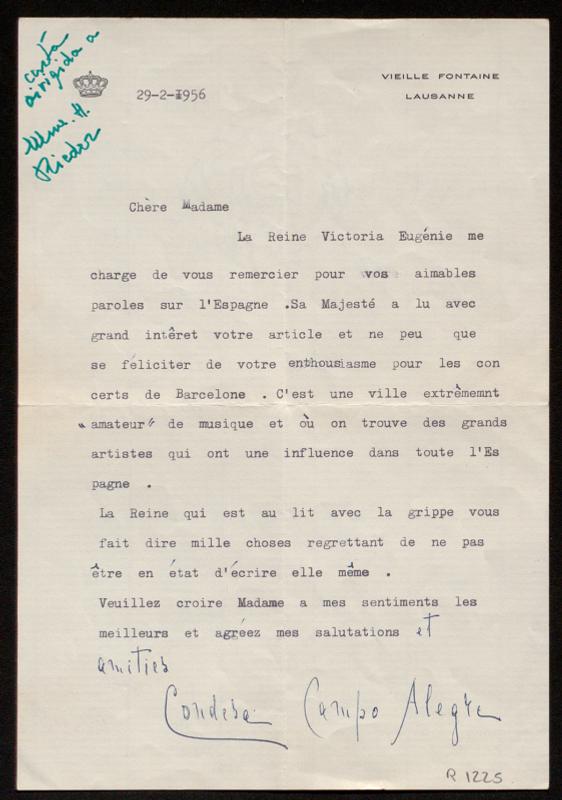 carta
dirigida a
Mme. H.
Rieder
29-2-1956
VIEILLE FONTAINE
LAUSANNE
Chère Madame
La Reine Victoria Eugénie me
charge de vous remercier pour vos aimables
paroles sur l'Espagne .Sa Majesté a lu avec
grand intêret votre article et ne peu que
se féliciter de votre enthousiasme pour les con
certs de Barcelone . C'est une ville extrèmemnt
"amateur" de musique et où on trouve des grands
artistes qui ont une influence dans toute l'Es
pagne .
La Reine qui est au lit avec la grippe vous
fait dire mille choses regrettant de ne pas
être en état d'écrire elle même .
Veuillez croire Madame a mes sentiments les
meilleurs et agréez mes salutations et
amitiés
Condesa Campo Alegre
R 1225